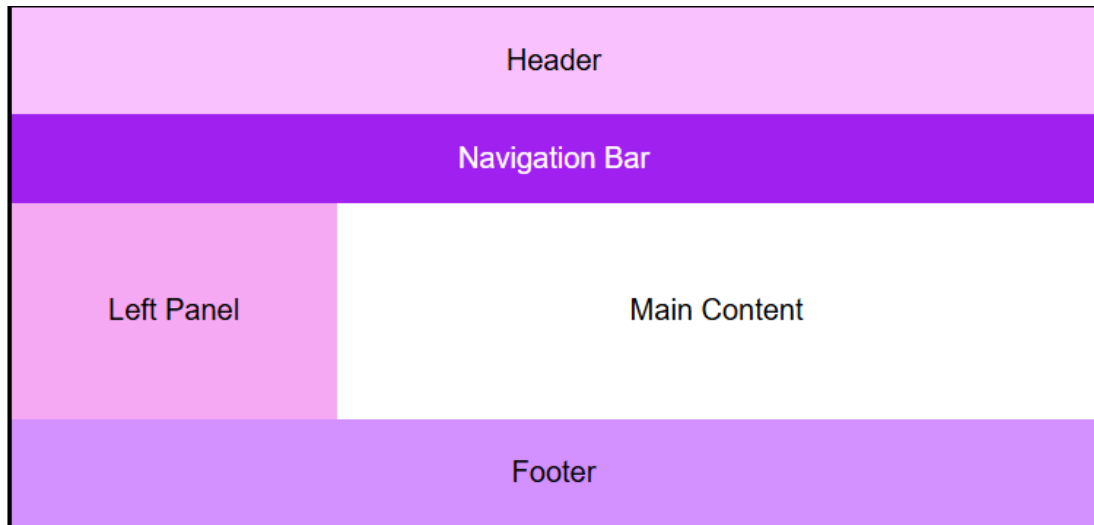 Header
Navigation Bar
Left Panel
Main Content
Footer